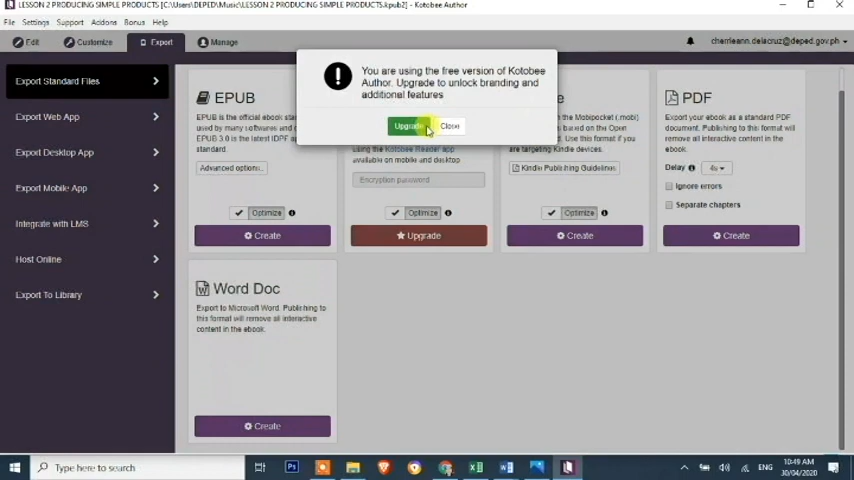 LESSON 2 PRODUCING SIMPLE PRODUCTS [C:\Users\DEPED\Music\LESSON 2 PRODUCING SIMPLE PRODUCTS.kpub2] - Kotobee Author
File Settings Support Addons Bonus Help
Edit Customize Export Manage cherrieann.delacruz@deped.gov.ph
Export Standard Files
Export Web App
Export Desktop App
Export Mobile App
Integrate with LMS
Host Online
Export To Library
You are using the free version of Kotobee
Author. Upgrade to unlock branding and
additional features
Upgrade Close
EPUB
EPUB is the official ebook
used by many softwares and
EPUB 3.0 is the latest IDPF
standard.
Advanced options...
Optimize
Create
using the Kotobee Reader app
available on mobile and desktop
Encryption password
Optimize
Upgrade
the Mobipocket (.mobi)
based on the Open
Use this format if you
are targeting Kindle devices.
Kindle Publishing Guidelines
Optimize
Create
PDF
Export your ebook as a standard PDF
document. Publishing to this format will
remove all interactive content in the
ebook.
Delay 4s
Ignore errors
Separate chapters
Create
Word Doc
Export to Microsoft Word. Publishing to
this format will remove all interactive
content in the ebook.
Create
Type here to search
ENG
10:49 AM
30/04/2020